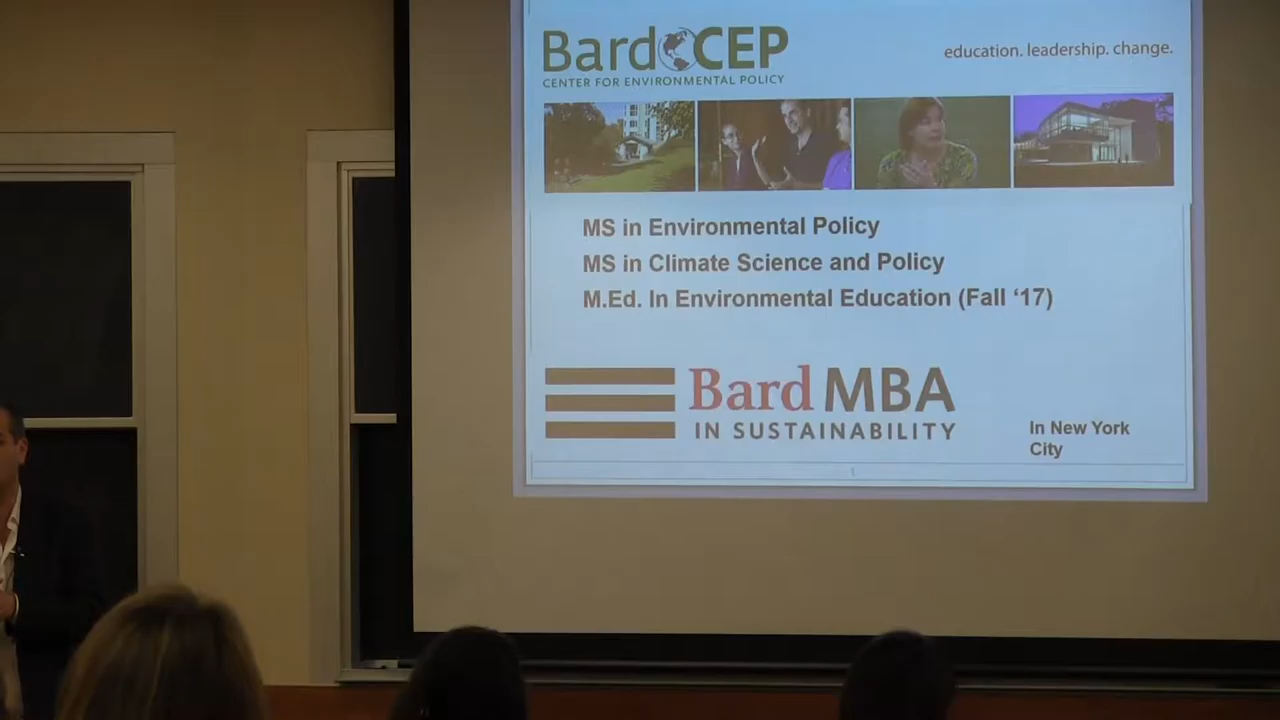 Bard CEP
CENTER FOR ENVIRONMENTAL POLICY
education. leadership. change.
MS in Environmental Policy
MS in Climate Science and Policy
M.Ed. In Environmental Education (Fall ‘17)
Bard MBA
IN SUSTAINABILITY
In New York
City
1